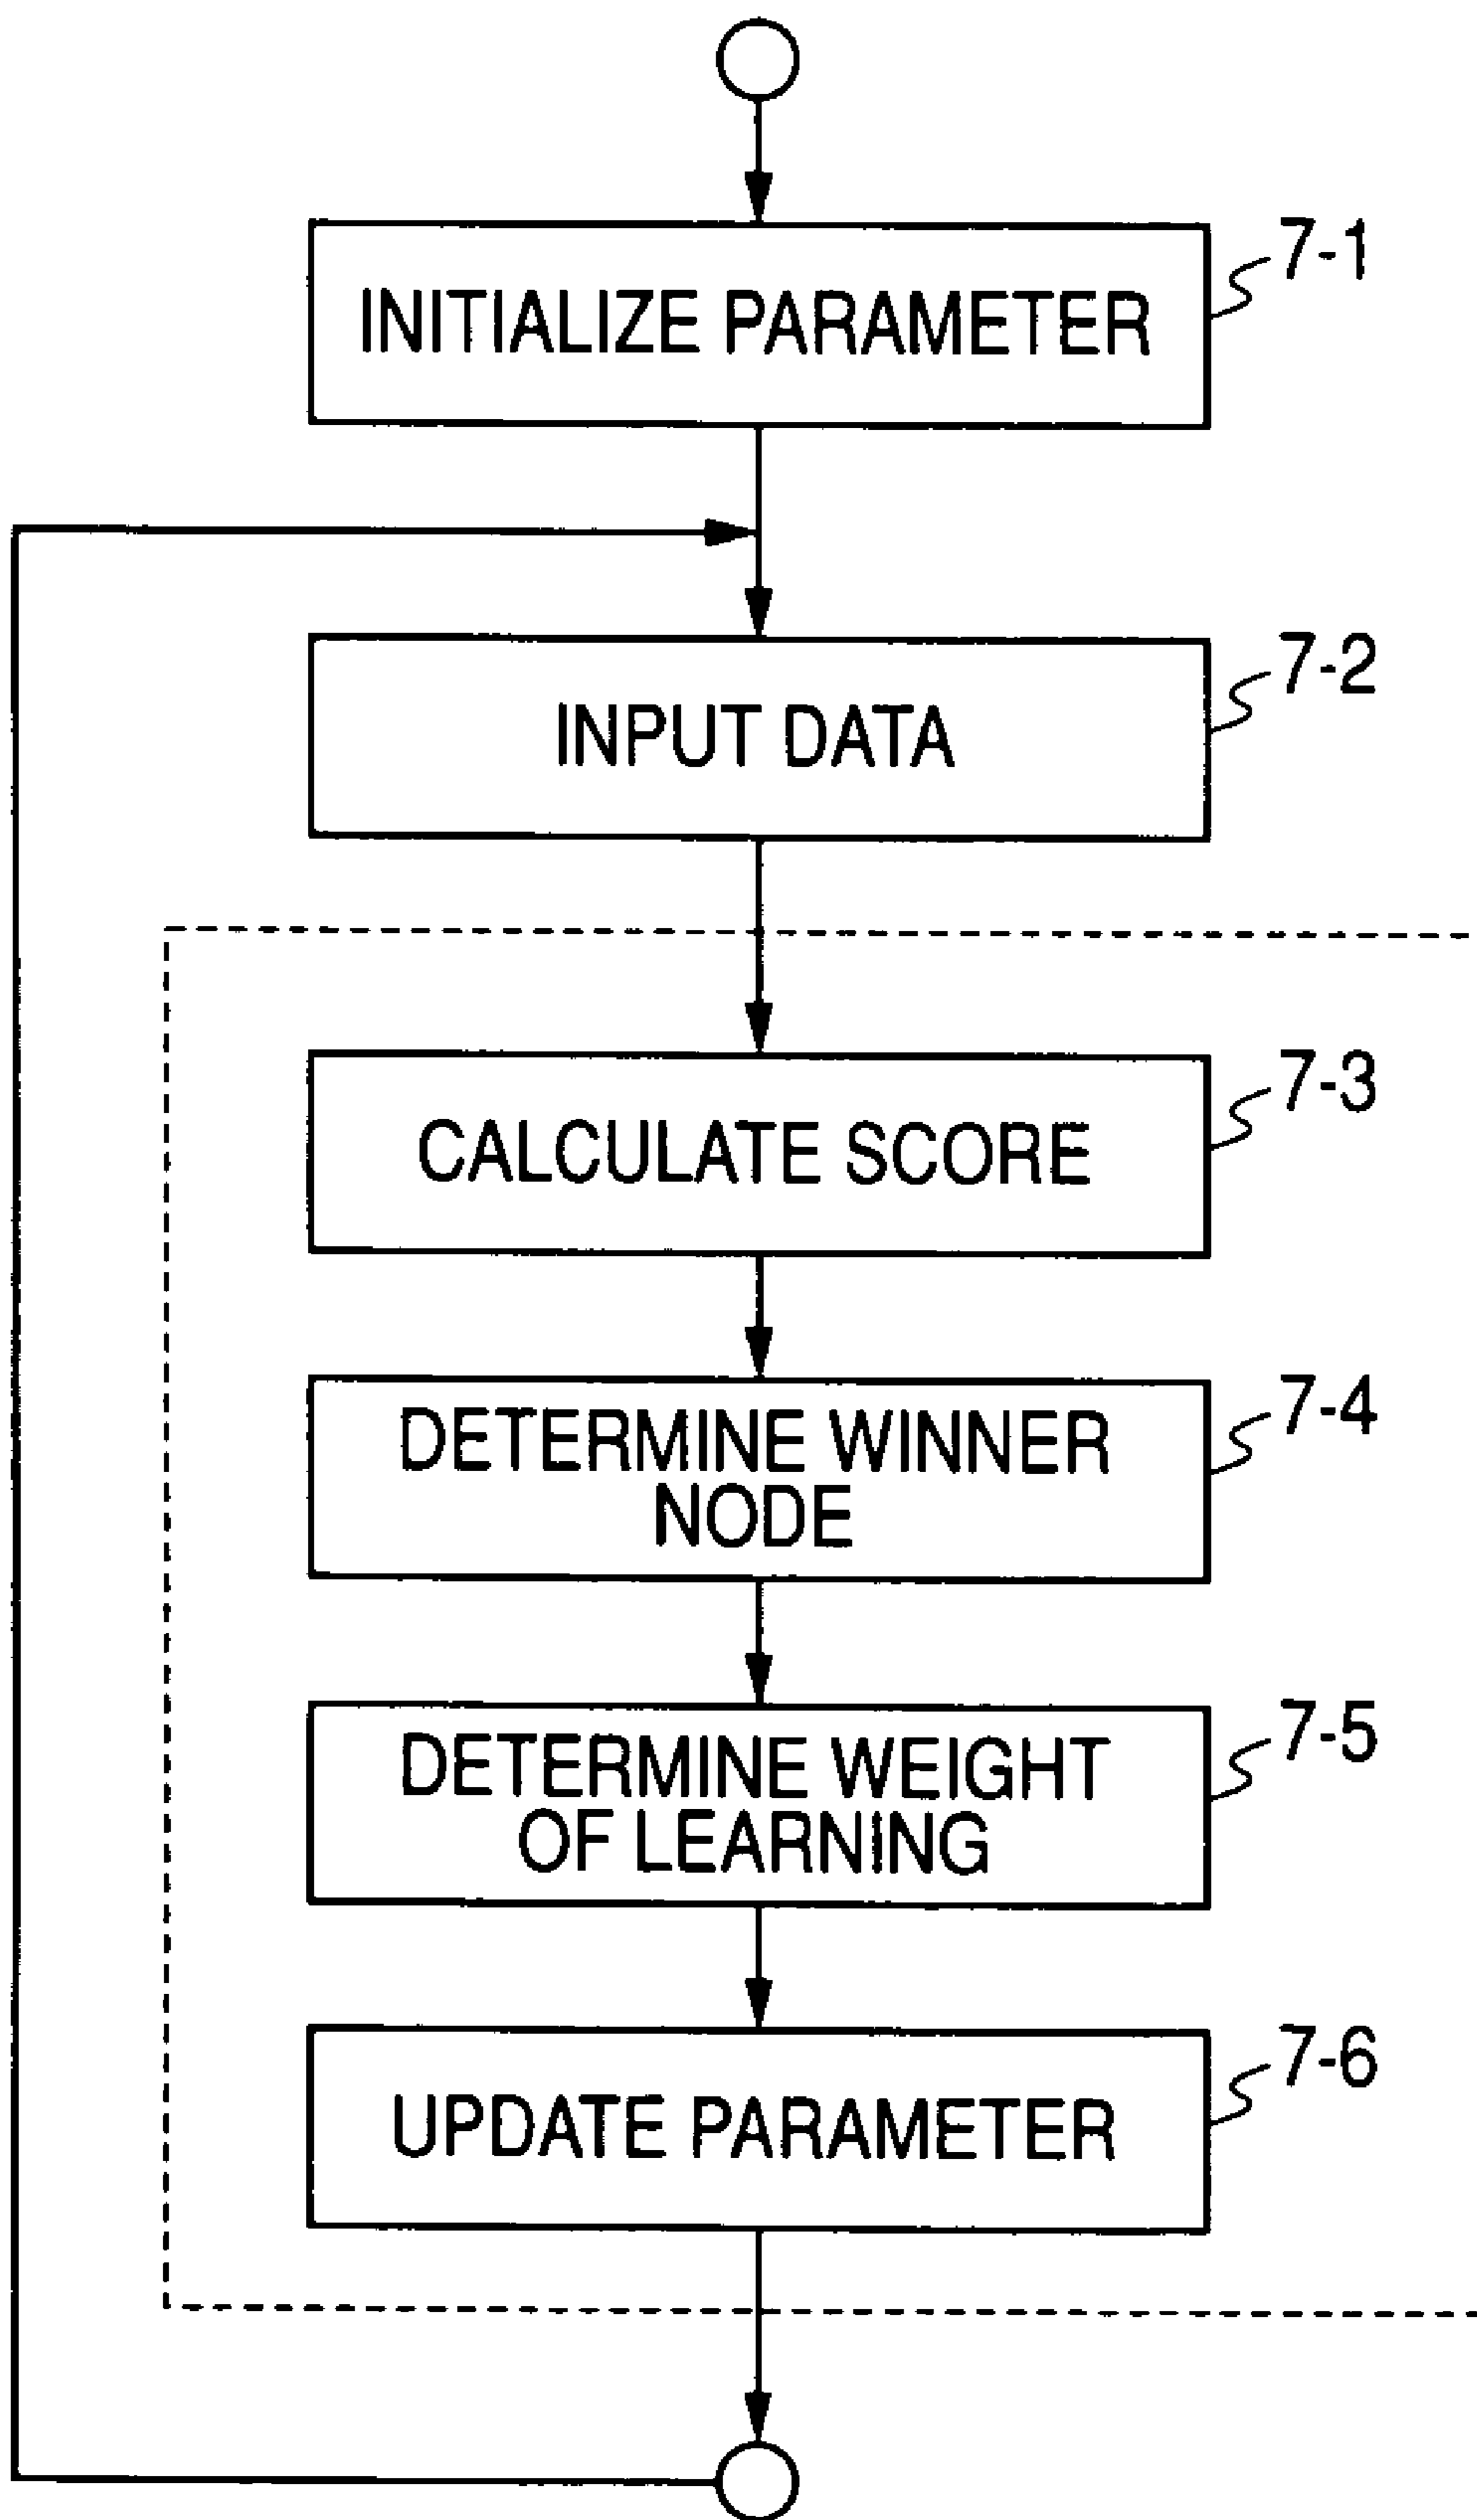 INITIALIZE PARAMETER
7-1
INPUT DATA
7-2
CALCULATE SCORE
7-3
DETERMINE WINNER
NODE
7-4
DETERMINE WEIGHT
OF LEARNING
7-5
UPDATE PARAMETER
7-6